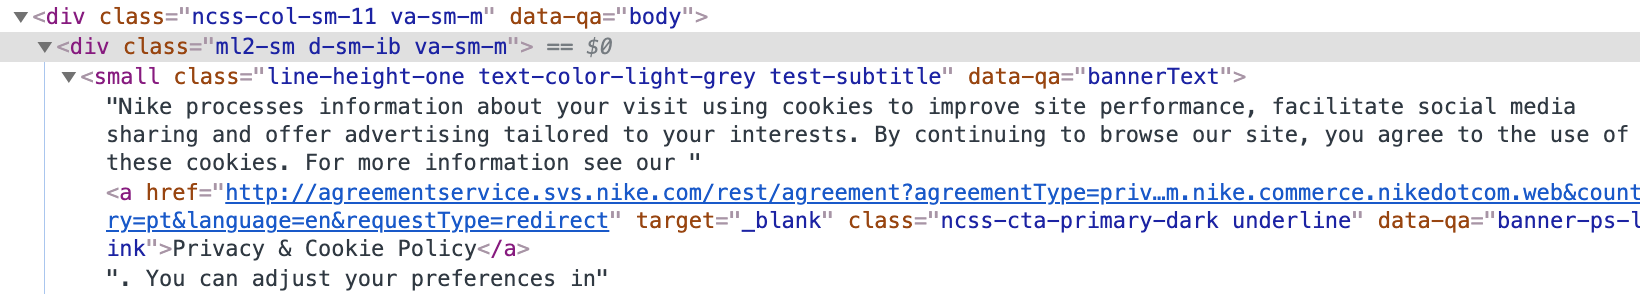 ▼<div class="ncss-col-sm-11 va-sm-m" data-qa="body">
▼<div class="ml2-sm d-sm-ib va-sm-m"> == $0
▼<small class="line-height-one text-color-light-grey test-subtitle" data-qa="bannerText">
"Nike processes information about your visit using cookies to improve site performance, facilitate social media
sharing and offer advertising tailored to your interests. By continuing to browse our site, you agree to the use of
these cookies. For more information see our "
<a href="http://agreementservice.svs.nike.com/rest/agreement?agreementType=priv…m.nike.commerce.nikedotcom.web&count
ry=pt&language=en&requestType=redirect" target="_blank" class="ncss-cta-primary-dark underline" data-qa="banner-ps-l
ink">Privacy & Cookie Policy</a>
". You can adjust your preferences in"